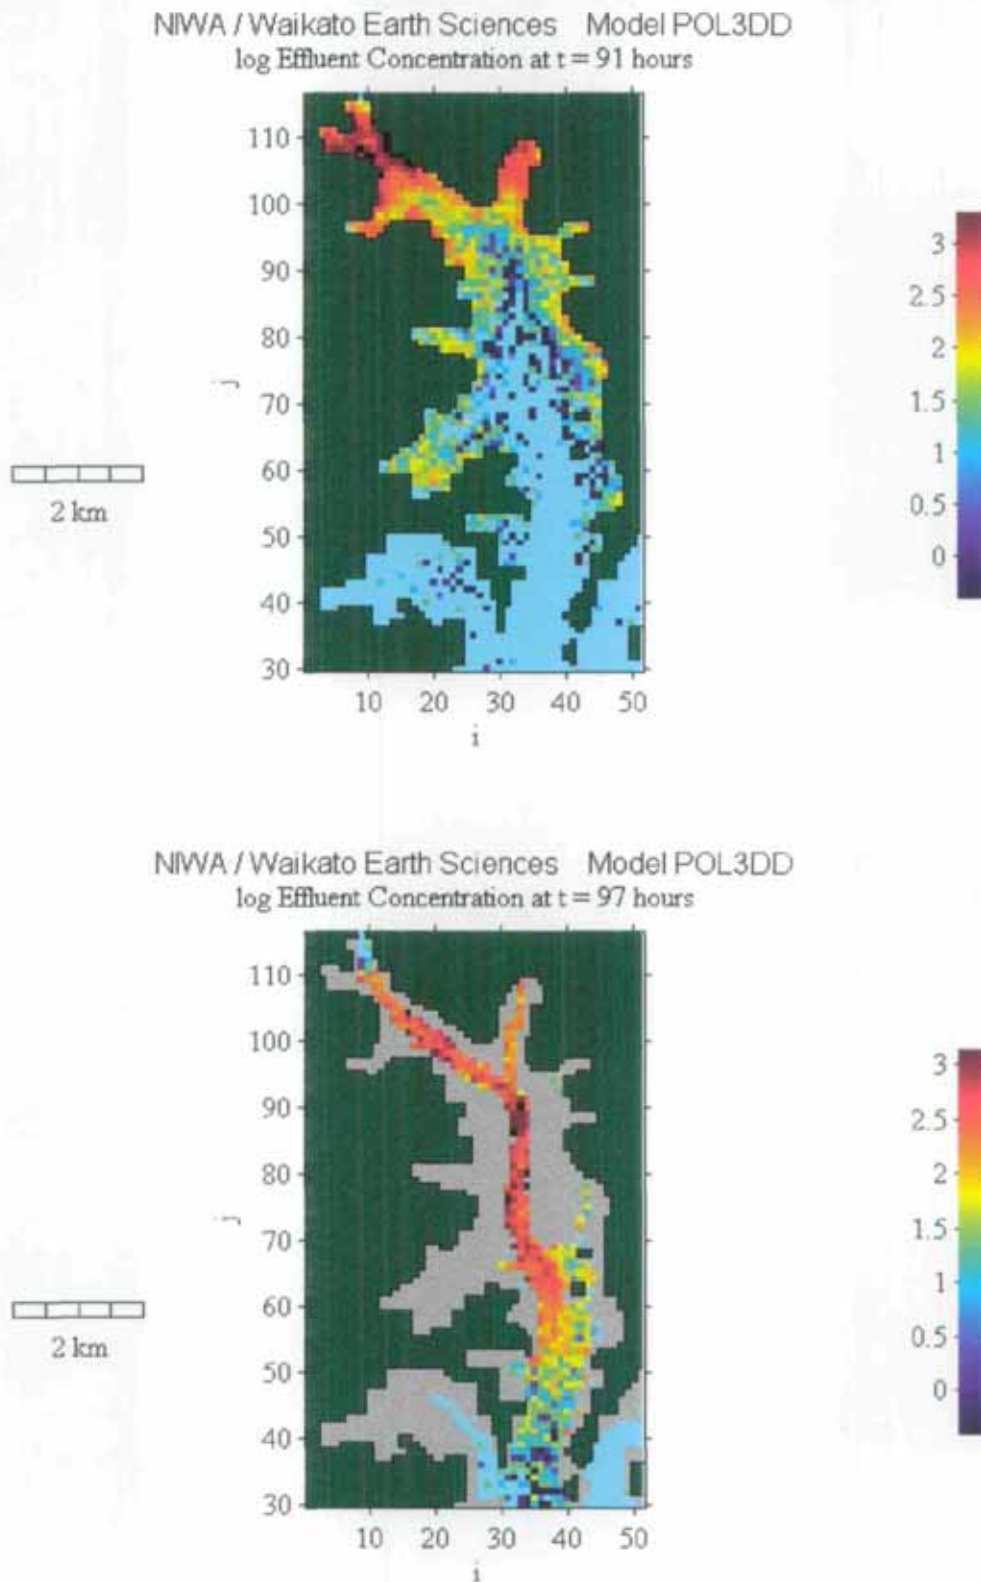 NIWA / Waikato Earth Sciences Model POL3DD
log Effluent Concentration at t = 91 hours
110
100
90
80
70
60
50
40
30
j
10 20 30 40 50
i
2 km
3
2.5
2
1.5
1
0.5
0
NIWA / Waikato Earth Sciences Model POL3DD
log Effluent Concentration at t = 97 hours
110
100
90
80
70
60
50
40
30
j
10 20 30 40 50
i
2 km
3
2.5
2
1.5
1
0.5
0